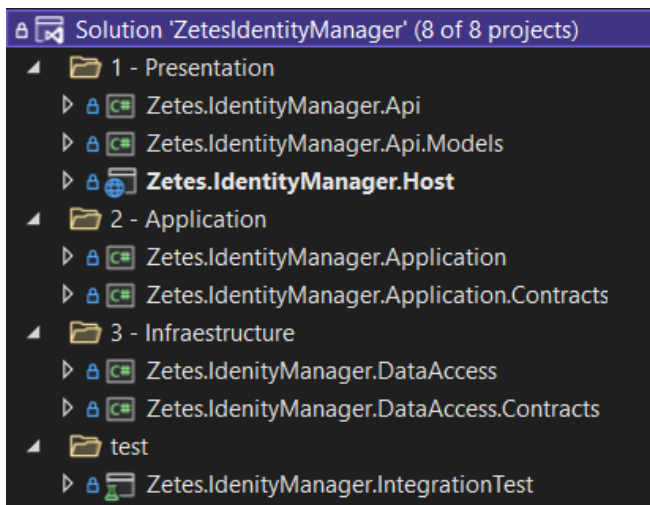 Solution 'ZetesIdentityManager' (8 of 8 projects)
1 - Presentation
C# Zetes.IdentityManager.Api
C# Zetes.IdentityManager.Api.Models
Zetes.IdentityManager.Host
2 - Application
C# Zetes.IdentityManager.Application
C# Zetes.IdentityManager.Application.Contracts
3 - Infraestructure
C# Zetes.IdenityManager.DataAccess
C# Zetes.IdenityManager.DataAccess.Contracts
test
Zetes.IdenityManager.IntegrationTest